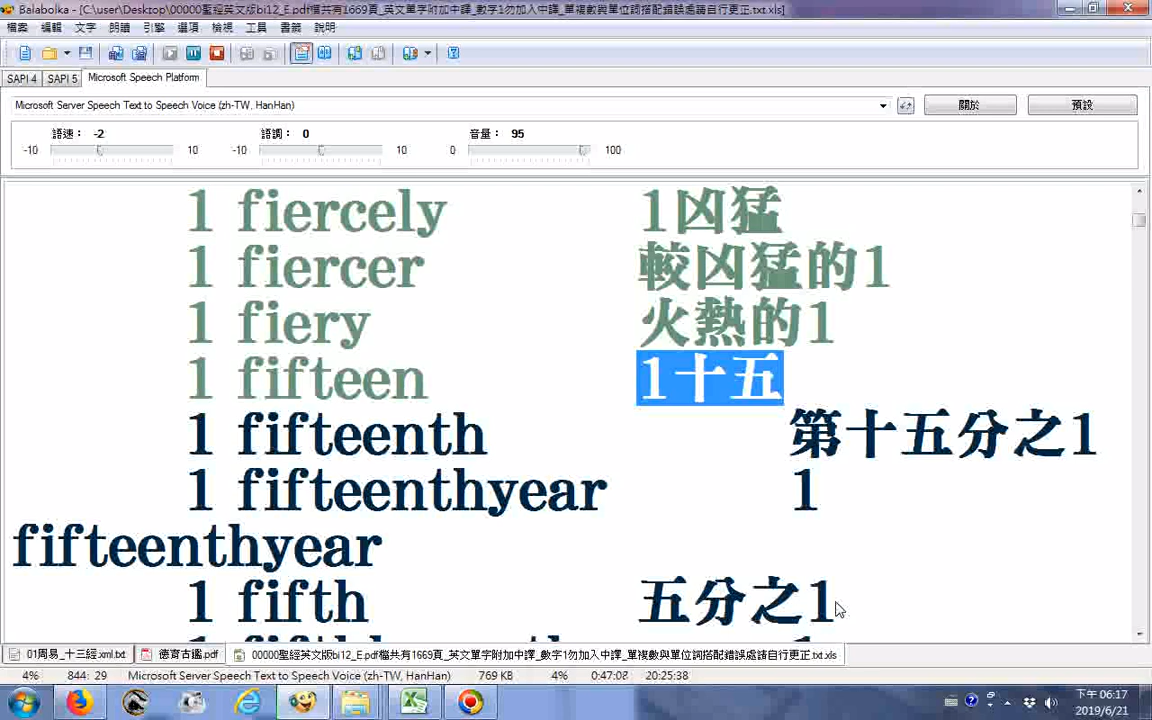 Balabolka - [C:\user\Desktop\00000聖經英文版bi12_E.pdf檔共有1669頁_英文單字附加中譯_數字1勿加入中譯_單複數與單位詞搭配錯誤處請自行更正.txt.xls]
檔案 編輯 文字 朗讀 引擎 選項 檢視 工具 書籤 說明
SAPI 4 SAPI 5 Microsoft Speech Platform
Microsoft Server Speech Text to Speech Voice (zh-TW, HanHan) 關於 預設
語速： -2 語調： 0 音量： 95
-10 10 -10 10 0 100
1 fiercely 1凶猛
1 fiercer 較凶猛的1
1 fiery 火熱的1
1 fifteen 1十五
1 fifteenth 第十五分之1
1 fifteenthyear 1
fifteenthyear
1 fifth 五分之1
01周易_十三經.xml.txt 德育古鑑.pdf 00000聖經英文版bi12_E.pdf檔共有1669頁_英文單字附加中譯_數字1勿加入中譯_單複數與單位詞搭配錯誤處請自行更正.txt.xls
4% 844: 29 Microsoft Server Speech Text to Speech Voice (zh-TW, HanHan) 769 KB 4% 0:47:08 20:25:38
下午 06:17
2019/6/21